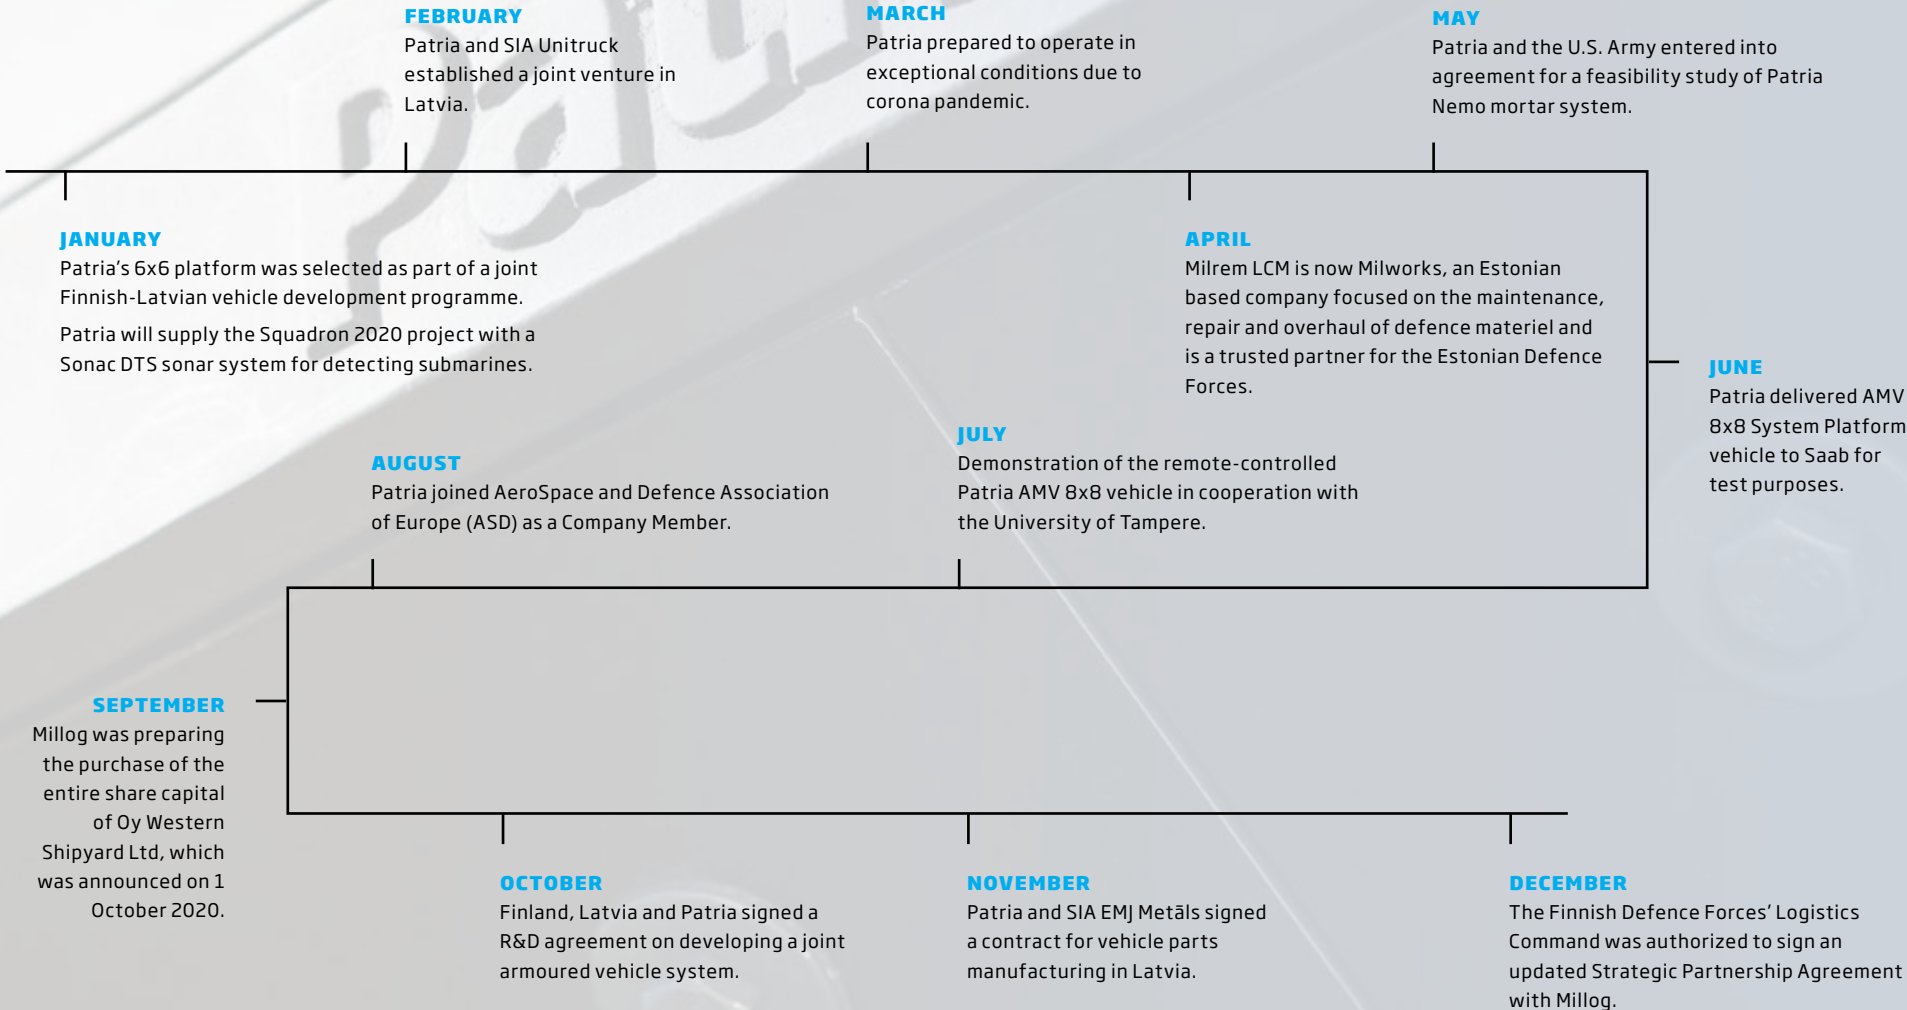 JANUARY
Patria's 6x6 platform was selected as part of a joint
Finnish-Latvian vehicle development programme.
Patria will supply the Squadron 2020 project with a
Sonac DTS sonar system for detecting submarines.
FEBRUARY
Patria and SIA Unitruck
established a joint venture in
Latvia.
MARCH
Patria prepared to operate in
exceptional conditions due to
corona pandemic.
APRIL
Milrem LCM is now Milworks, an Estonian
based company focused on the maintenance,
repair and overhaul of defence materiel and
is a trusted partner for the Estonian Defence
Forces.
MAY
Patria and the U.S. Army entered into
agreement for a feasibility study of Patria
Nemo mortar system.
JUNE
Patria delivered AMV
8x8 System Platform
vehicle to Saab for
test purposes.
JULY
Demonstration of the remote-controlled
Patria AMV 8x8 vehicle in cooperation with
the University of Tampere.
AUGUST
Patria joined AeroSpace and Defence Association
of Europe (ASD) as a Company Member.
SEPTEMBER
Millog was preparing
the purchase of the
entire share capital
of Oy Western
Shipyard Ltd, which
was announced on 1
October 2020.
OCTOBER
Finland, Latvia and Patria signed a
R&D agreement on developing a joint
armoured vehicle system.
NOVEMBER
Patria and SIA EMJ Metāls signed
a contract for vehicle parts
manufacturing in Latvia.
DECEMBER
The Finnish Defence Forces' Logistics
Command was authorized to sign an
updated Strategic Partnership Agreement
with Millog.